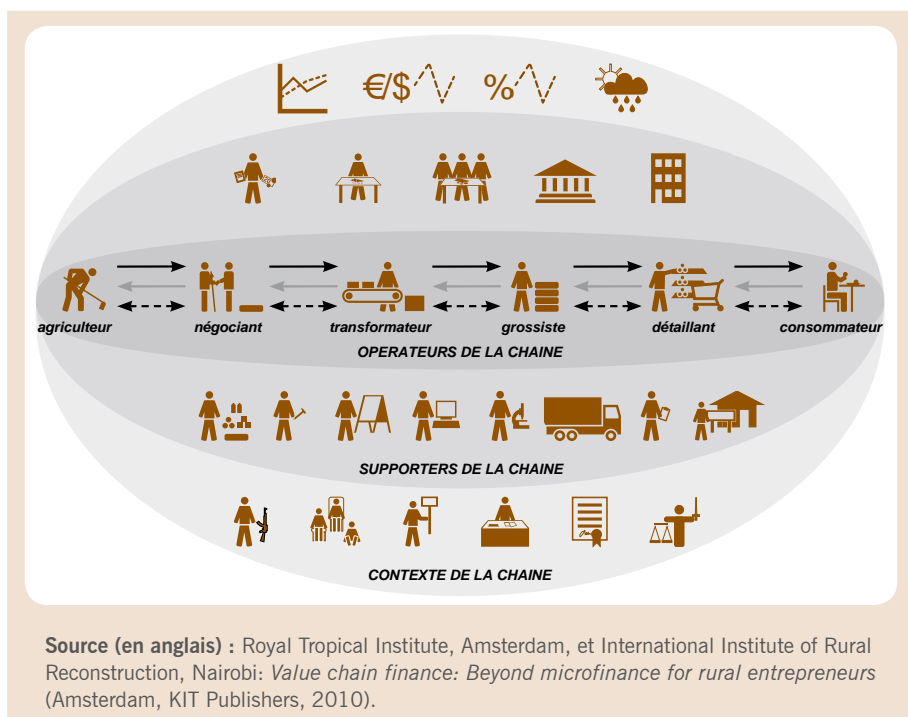 €/$ %
agriculteur négociant transformateur grossiste détaillant consommateur
OPERATEURS DE LA CHAINE
SUPPORTERS DE LA CHAINE
CONTEXTE DE LA CHAINE
Source (en anglais) : Royal Tropical Institute, Amsterdam, et International Institute of Rural
Reconstruction, Nairobi: Value chain finance: Beyond microfinance for rural entrepreneurs
(Amsterdam, KIT Publishers, 2010).